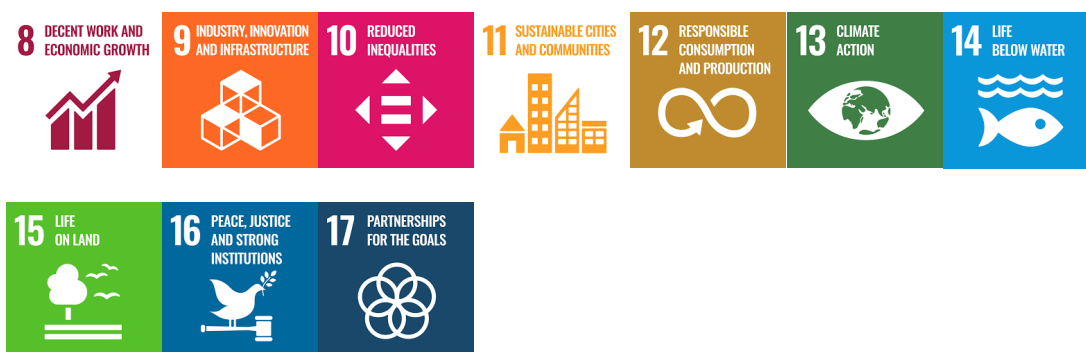 8 DECENT WORK AND
ECONOMIC GROWTH
9 INDUSTRY, INNOVATION
AND INFRASTRUCTURE
10 REDUCED
INEQUALITIES
11 SUSTAINABLE CITIES
AND COMMUNITIES
12 RESPONSIBLE
CONSUMPTION
AND PRODUCTION
13 CLIMATE
ACTION
14 LIFE
BELOW WATER
15 LIFE
ON LAND
16 PEACE, JUSTICE
AND STRONG
INSTITUTIONS
17 PARTNERSHIPS
FOR THE GOALS